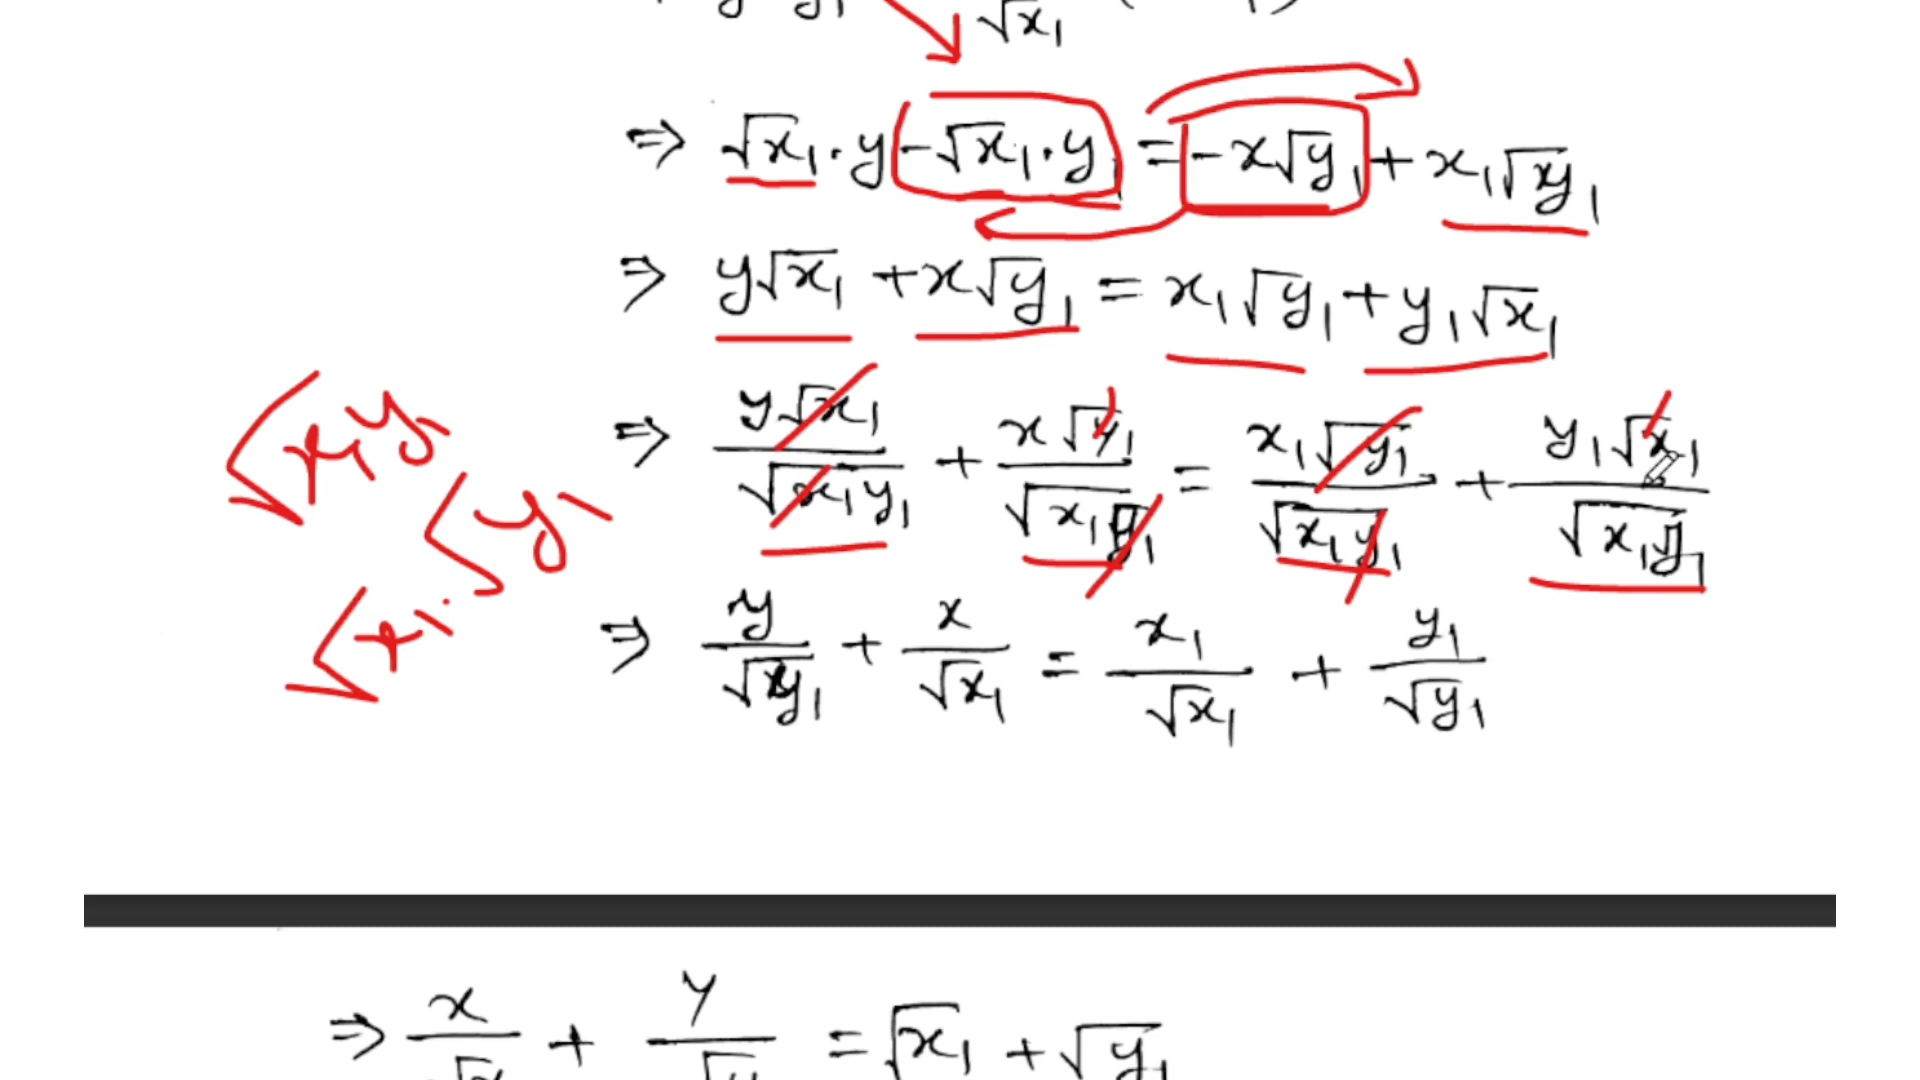 √x₁
⇒ √x₁·y -√x₁·y₁ = -x√y₁ + x₁√y₁
⇒ y√x₁ + x√y₁ = x₁√y₁ + y₁√x₁
⇒ y√x₁/√x₁y₁ + x√y₁/√x₁y₁ = x₁√y₁/√x₁y₁ + y₁√x₁/√x₁y₁
√x₁y₁
√x₁·√y₁
⇒ y/√y₁ + x/√x₁ = x₁/√x₁ + y₁/√y₁
⇒ x/√x + y/√y = √x₁ + √y₁